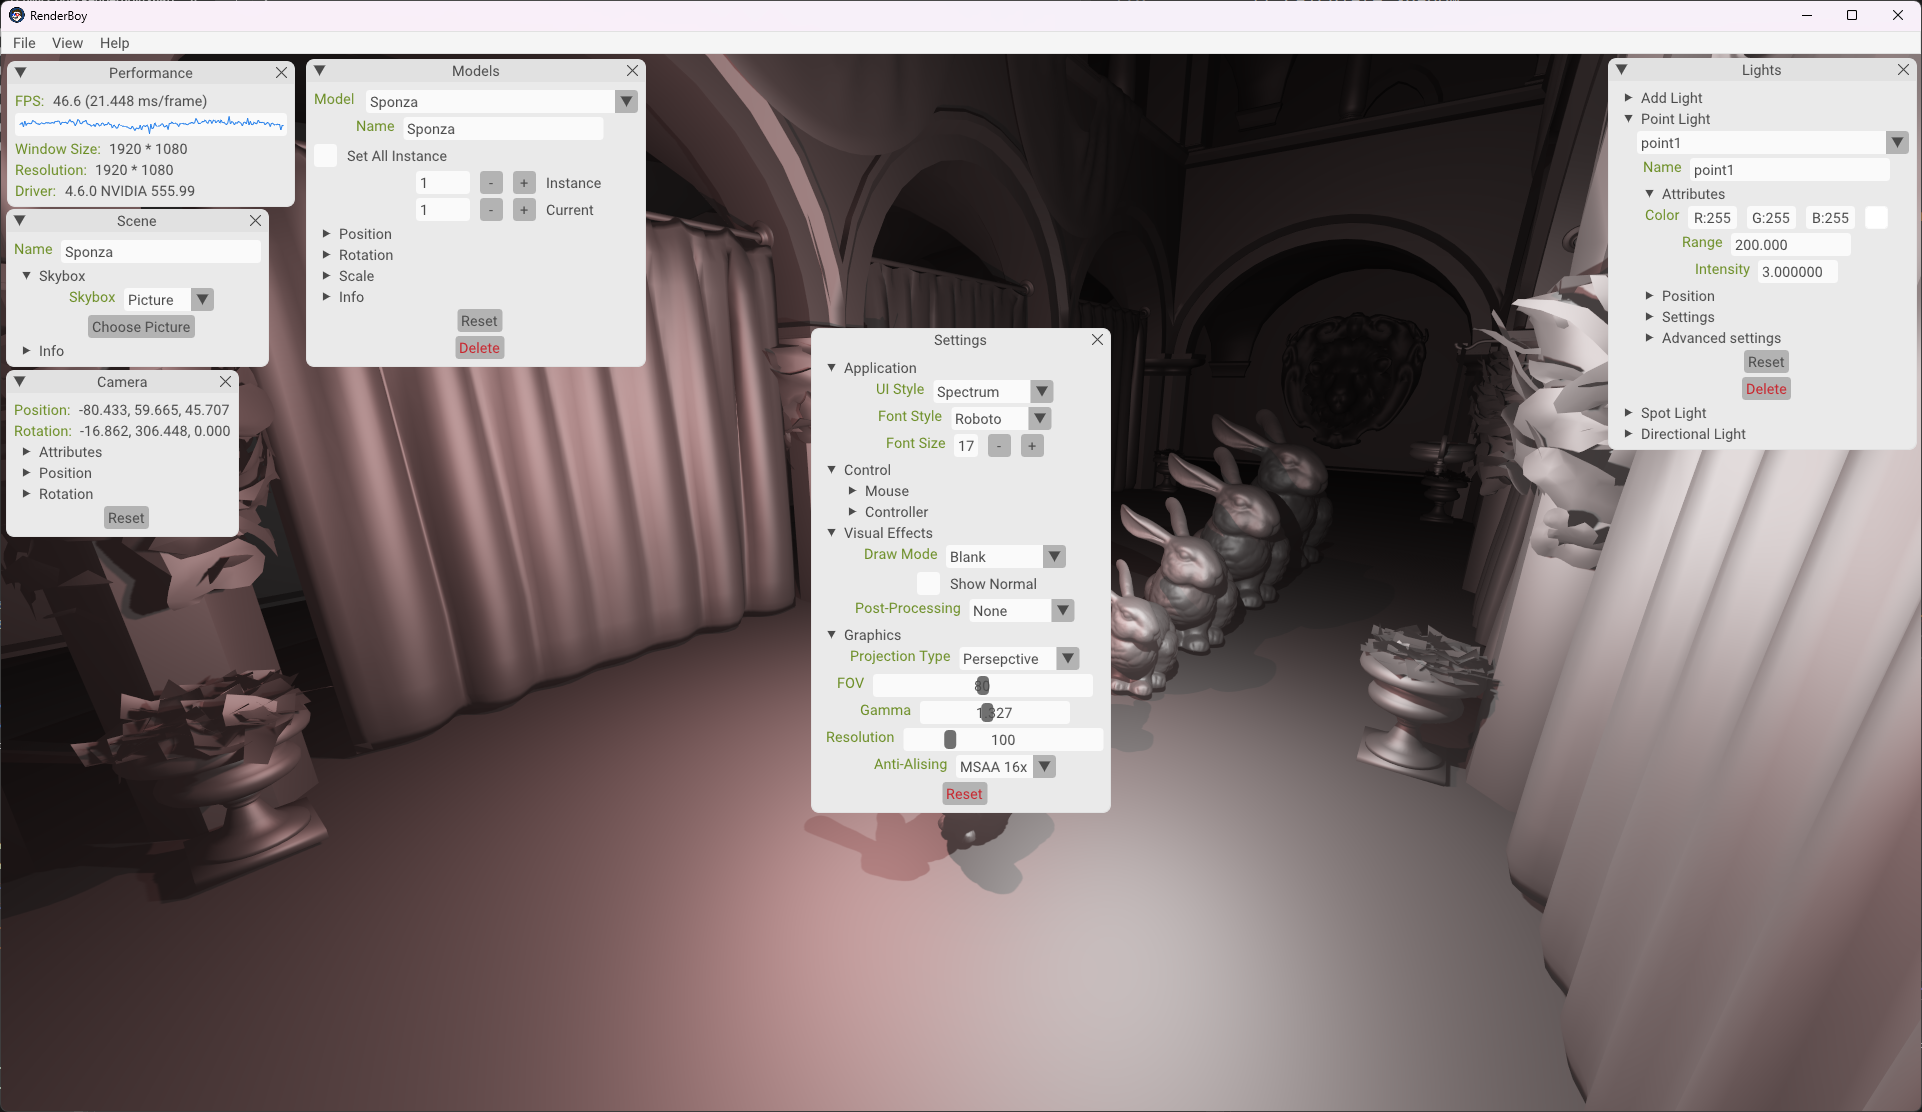 RenderBoy
File View Help
Performance
FPS: 46.6 (21.448 ms/frame)
Window Size: 1920 * 1080
Resolution: 1920 * 1080
Driver: 4.6.0 NVIDIA 555.99
Scene
Name Sponza
Skybox
Skybox Picture
Choose Picture
Info
Camera
Position: -80.433, 59.665, 45.707
Rotation: -16.862, 306.448, 0.000
Attributes
Position
Rotation
Reset
Models
Model Sponza
Name Sponza
Set All Instance
1 - + Instance
1 - + Current
Position
Rotation
Scale
Info
Reset
Delete
Settings
Application
UI Style Spectrum
Font Style Roboto
Font Size 17 - +
Control
Mouse
Controller
Visual Effects
Draw Mode Blank
Show Normal
Post-Processing None
Graphics
Projection Type Persepctive
FOV 80
Gamma 1.327
Resolution 100
Anti-Alising MSAA 16x
Reset
Lights
Add Light
Point Light
point1
Name point1
Attributes
Color R:255 G:255 B:255
Range 200.000
Intensity 3.000000
Position
Settings
Advanced settings
Reset
Delete
Spot Light
Directional Light